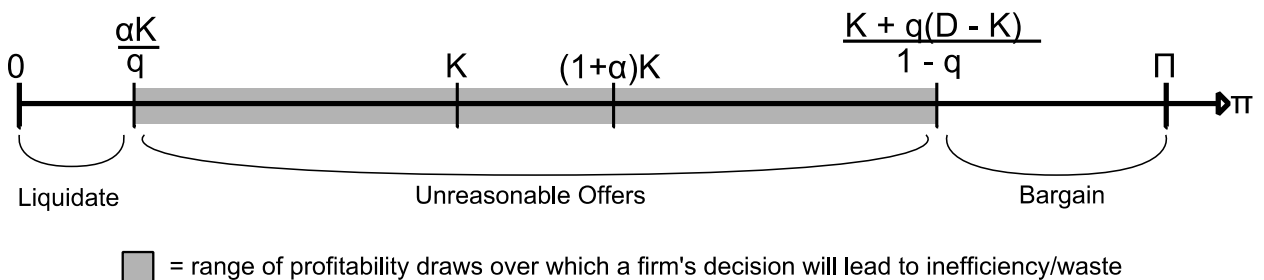 αK
q
K + q(D - K)
1 - q
0
K
(1+α)K
Π
π
Liquidate
Unreasonable Offers
Bargain
= range of profitability draws over which a firm's decision will lead to inefficiency/waste